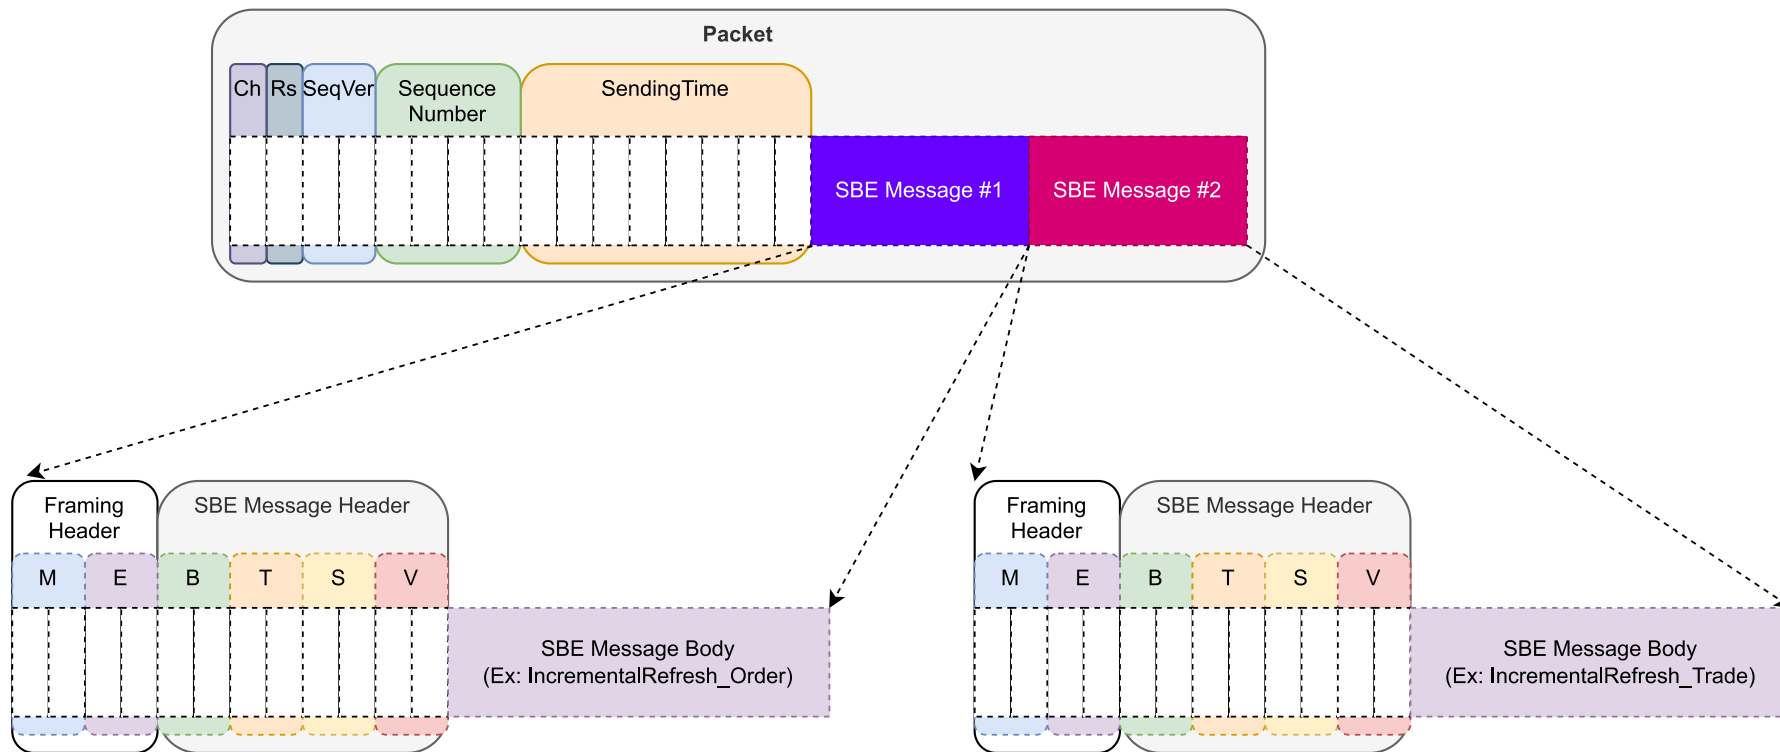 Packet
Ch Rs SeqVer Sequence SendingTime
Number
SBE Message #1 SBE Message #2
Framing SBE Message Header
Header
M E B T S V
SBE Message Body
(Ex: IncrementalRefresh_Order)
Framing SBE Message Header
Header
M E B T S V
SBE Message Body
(Ex: IncrementalRefresh_Trade)